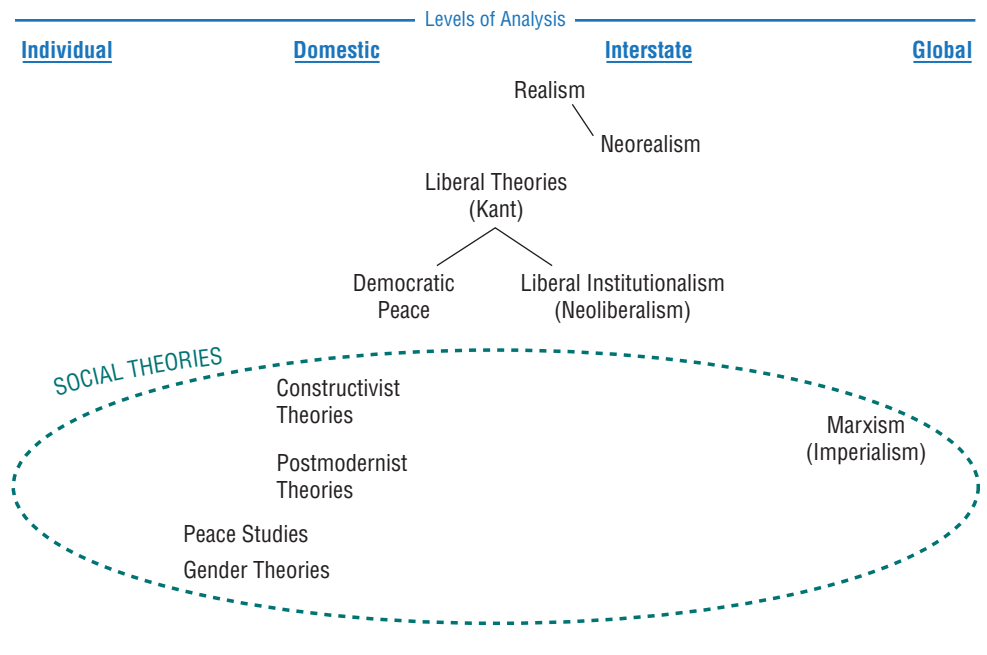 Levels of Analysis
Individual Domestic Interstate Global
Realism
Neorealism
Liberal Theories
(Kant)
Democratic
Peace
Liberal Institutionalism
(Neoliberalism)
SOCIAL THEORIES
Constructivist
Theories
Marxism
(Imperialism)
Postmodernist
Theories
Peace Studies
Gender Theories